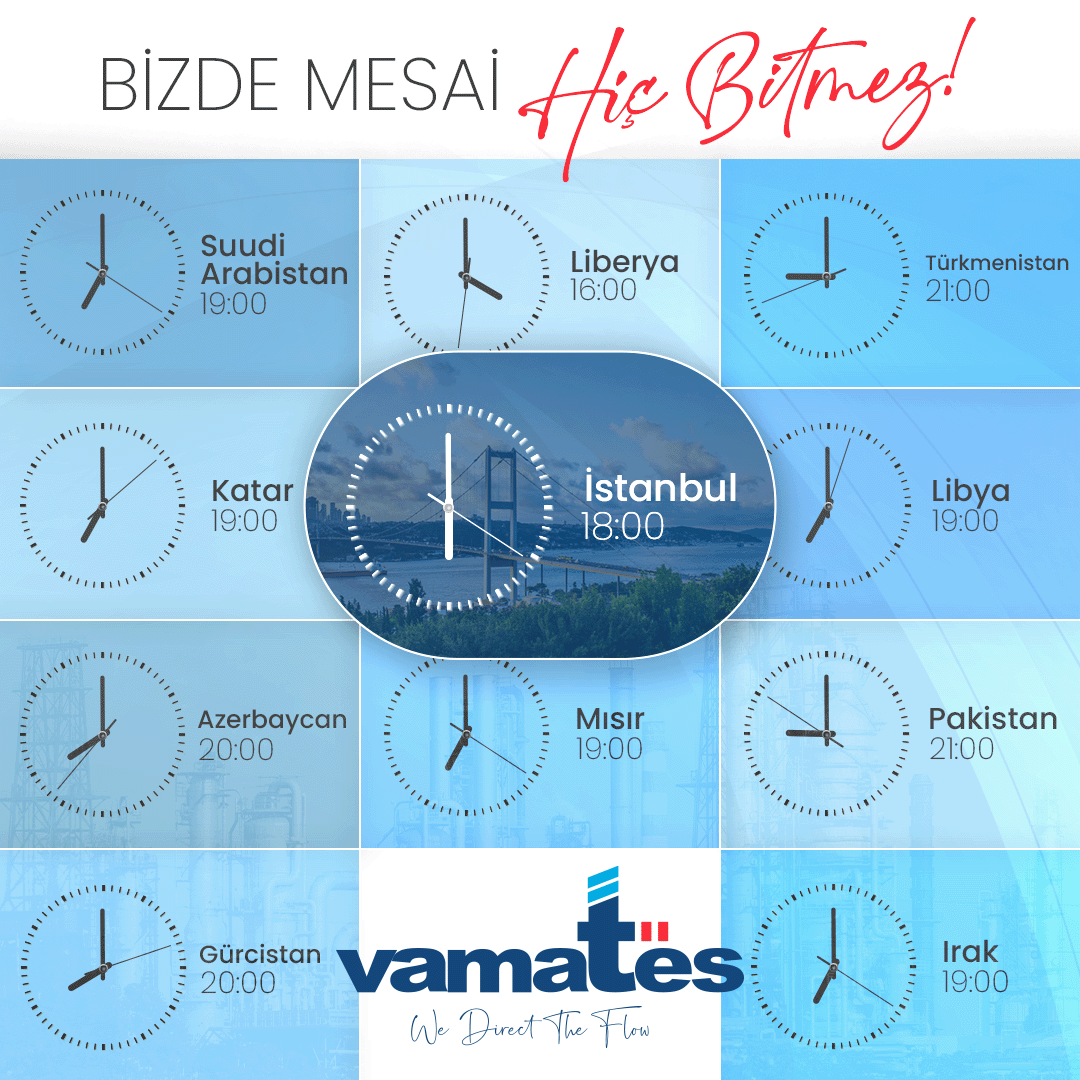 BİZDE MESAİ Hiç Bitmez!
Suudi
Arabistan
19:00
Liberya
16:00
Türkmenistan
21:00
Katar
19:00
İstanbul
18:00
Libya
19:00
Azerbaycan
20:00
Mısır
19:00
Pakistan
21:00
Gürcistan
20:00
vamatës
We Direct The Flow
Irak
19:00